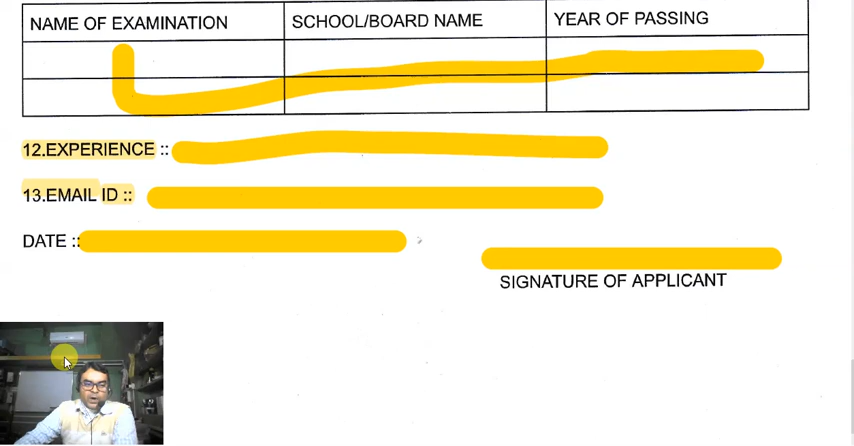 NAME OF EXAMINATION SCHOOL/BOARD NAME YEAR OF PASSING
12.EXPERIENCE ::
13.EMAIL ID ::
DATE ::
SIGNATURE OF APPLICANT